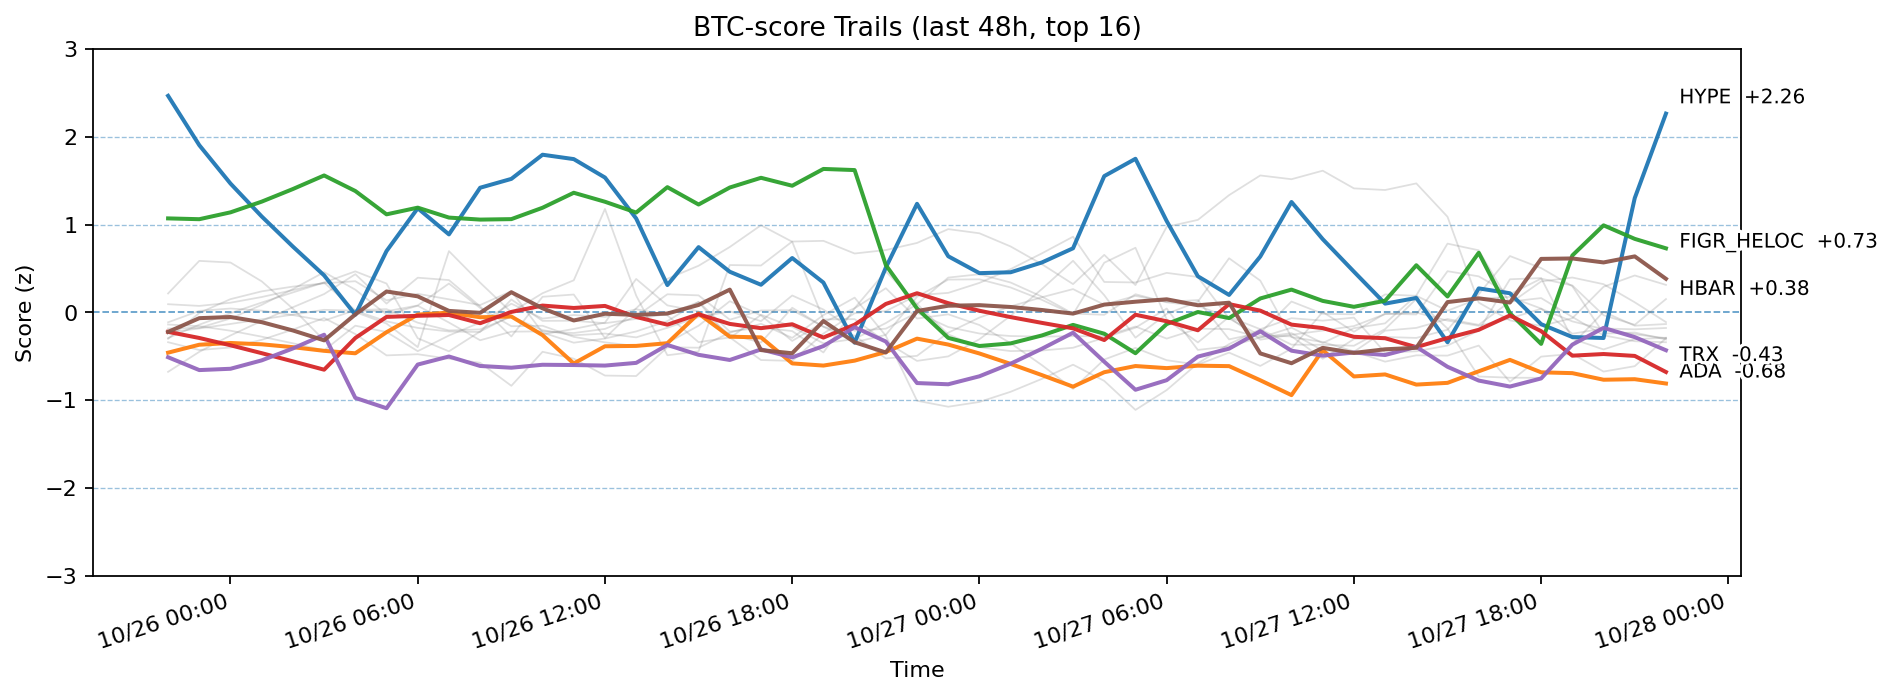 BTC-score Trails (last 48h, top 16)
Score (z)
3
2
1
0
−1
−2
−3
HYPE +2.26
FIGR_HELOC +0.73
HBAR +0.38
TRX -0.43
ADA -0.68
10/26 00:00
10/26 06:00
10/26 12:00
10/26 18:00
10/27 00:00
10/27 06:00
10/27 12:00
10/27 18:00
10/28 00:00
Time